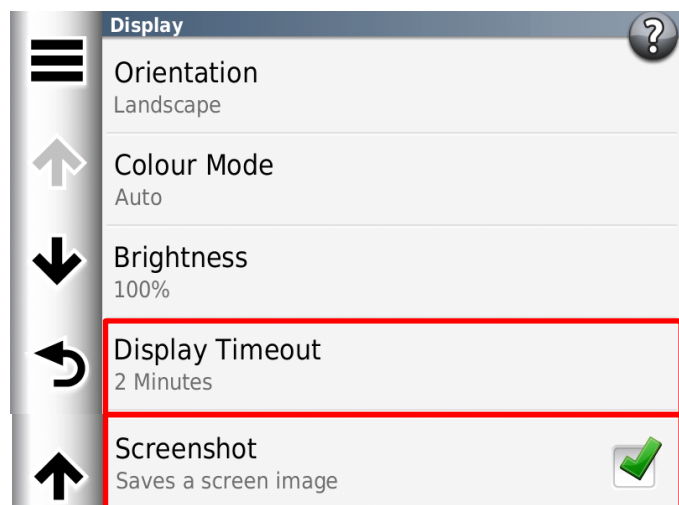 Display
?
Orientation
Landscape
Colour Mode
Auto
Brightness
100%
Display Timeout
2 Minutes
Screenshot
Saves a screen image